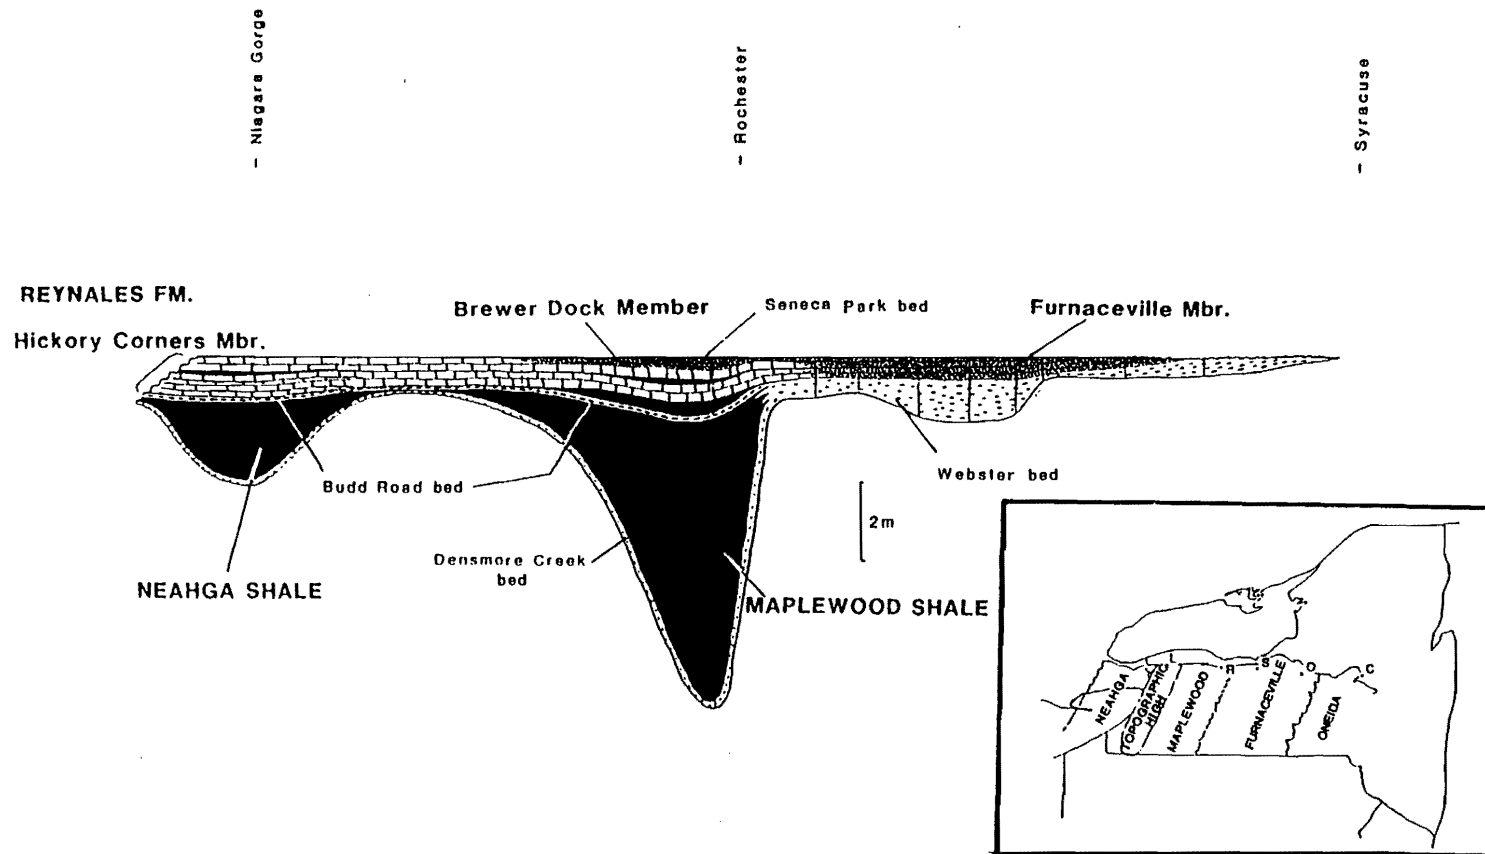 – Niagara Gorge
– Rochester
– Syracuse
REYNALES FM.
Hickory Corners Mbr.
Brewer Dock Member
Seneca Park bed
Furnaceville Mbr.
Budd Road bed
Webster bed
2m
Densmore Creek
bed
NEAHGA SHALE
MAPLEWOOD SHALE
L
R
S
O
C
NEAHGA
TOPOGRAPHIC
HIGH
MAPLEWOOD
FURNACEVILLE
ONEIDA